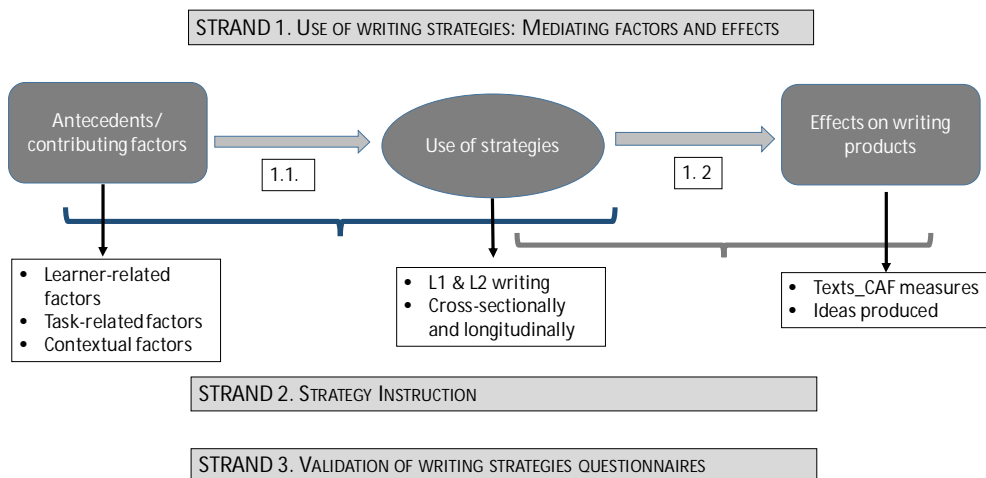 STRAND 1. USE OF WRITING STRATEGIES: MEDIATING FACTORS AND EFFECTS
Antecedents/
contributing factors
Use of strategies
Effects on writing
products
1.1.
1. 2
• Learner-related
factors
• Task-related factors
• Contextual factors
• L1 & L2 writing
• Cross-sectionally
and longitudinally
• Texts_CAF measures
• Ideas produced
STRAND 2. STRATEGY INSTRUCTION
STRAND 3. VALIDATION OF WRITING STRATEGIES QUESTIONNAIRES